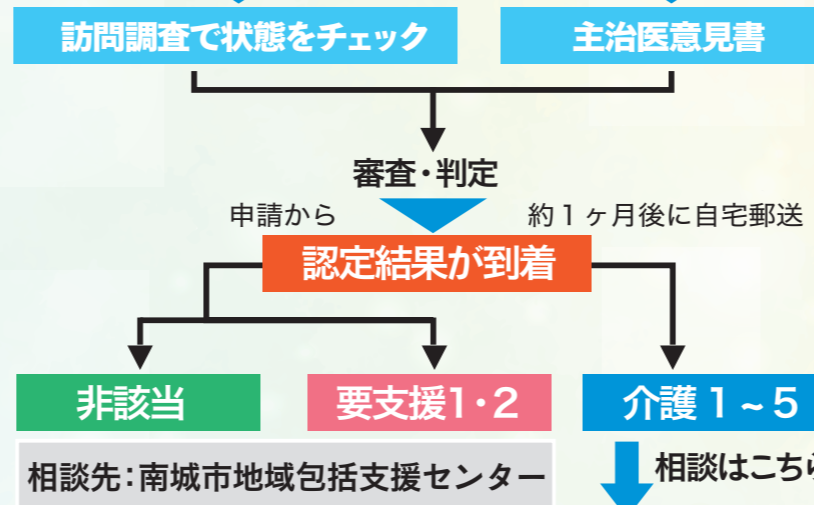 訪問調査で状態をチェック
主治医意見書
審査・判定
申請から
約1ヶ月後に自宅郵送
認定結果が到着
非該当
要支援1・2
介護1~5
相談先:南城市地域包括支援センター
相談はこちら